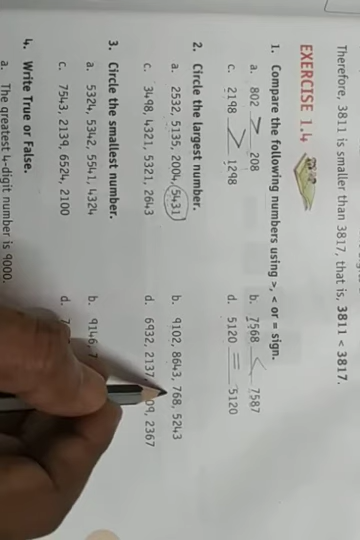 Therefore, 3811 is smaller than 3817, that is, 3811 < 3817.
EXERCISE 1.4
1. Compare the following numbers using >, < or = sign.
a. 802 > 208 b. 7568 < 7587
c. 2198 > 1298 d. 5120 = 5120
2. Circle the largest number.
a. 2532, 5135, 2004, 5431 b. 9102, 8643, 768, 5243
c. 3498, 4321, 5321, 2643 d. 6932, 2137, 09, 2367
3. Circle the smallest number.
a. 5324, 5342, 5541, 4324 b. 9146, 7
c. 7543, 2139, 6524, 2100 d. 7
4. Write True or False.
a. The greatest 4-digit number is 9000.